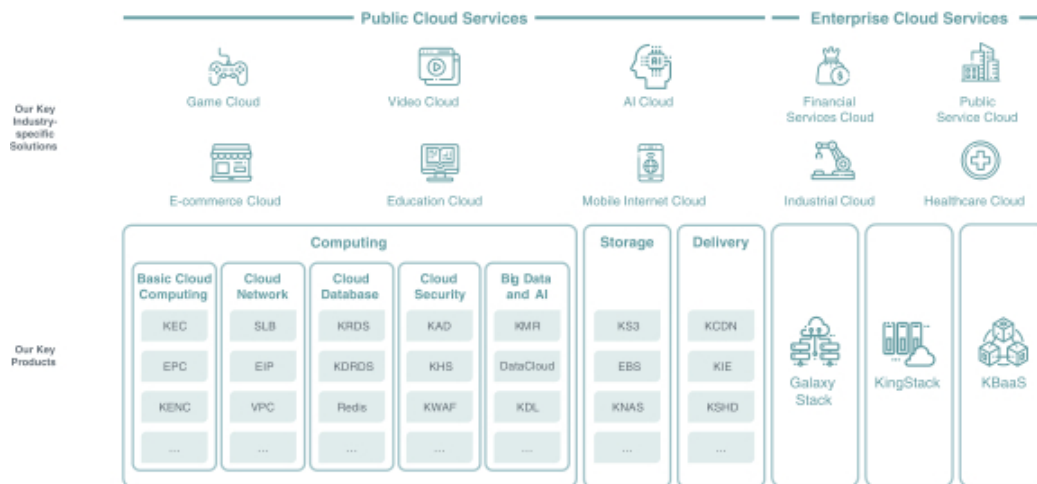 Public Cloud Services
Enterprise Cloud Services
Our Key
Industry-
specific
Solutions
Game Cloud
Video Cloud
AI
AI Cloud
Financial
Services Cloud
Public
Service Cloud
E-commerce Cloud
Education Cloud
Mobile Internet Cloud
Industrial Cloud
Healthcare Cloud
Our Key
Products
Computing
Basic Cloud
Computing
KEC
EPC
KENC
...
Cloud
Network
SLB
EIP
VPC
...
Cloud
Database
KRDS
KDRDS
Redis
...
Cloud
Security
KAD
KHS
KWAF
...
Big Data
and AI
KMR
DataCloud
KDL
...
Storage
KS3
EBS
KNAS
...
Delivery
KCDN
KIE
KSHD
...
Galaxy
Stack
KingStack
KBaaS